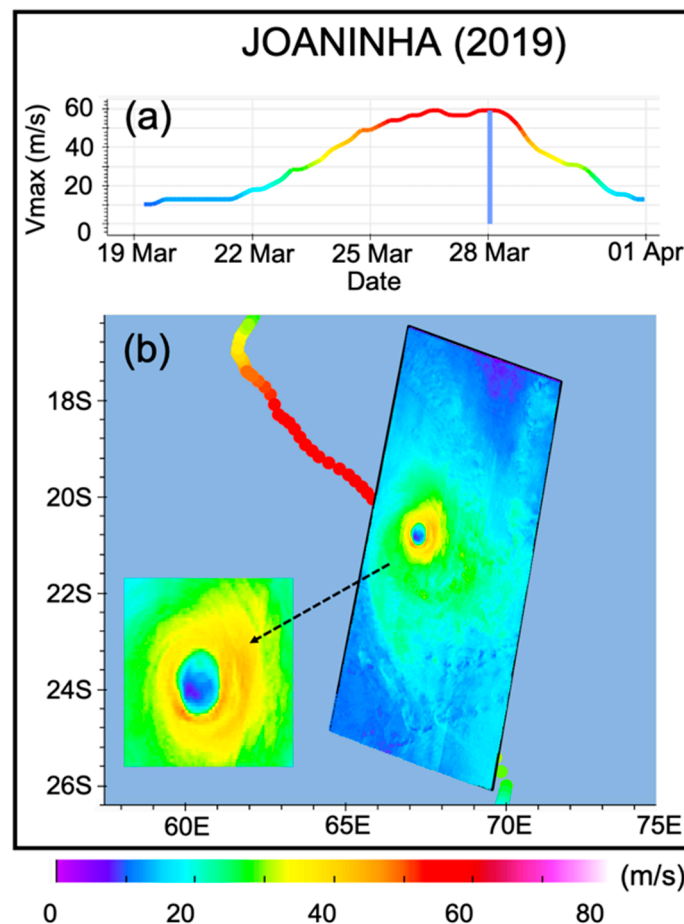 JOANINHA (2019)
(a)
Vmax (m/s)
60
40
20
0
19 Mar 22 Mar 25 Mar 28 Mar 01 Apr
Date
(b)
18S
20S
22S
24S
26S
60E 65E 70E 75E
(m/s)
0 20 40 60 80